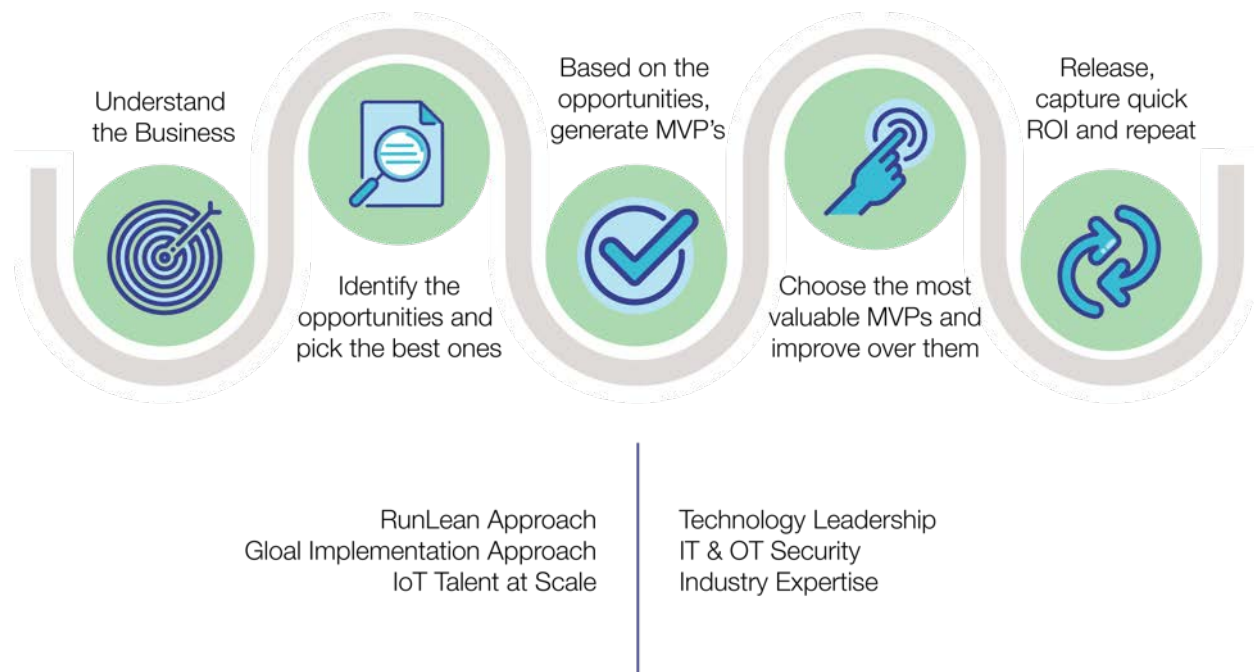 Understand
the Business
Identify the
opportunities and
pick the best ones
Based on the
opportunities,
generate MVP's
Choose the most
valuable MVPs and
improve over them
Release,
capture quick
ROI and repeat
RunLean Approach
Gloal Implementation Approach
IoT Talent at Scale
Technology Leadership
IT & OT Security
Industry Expertise